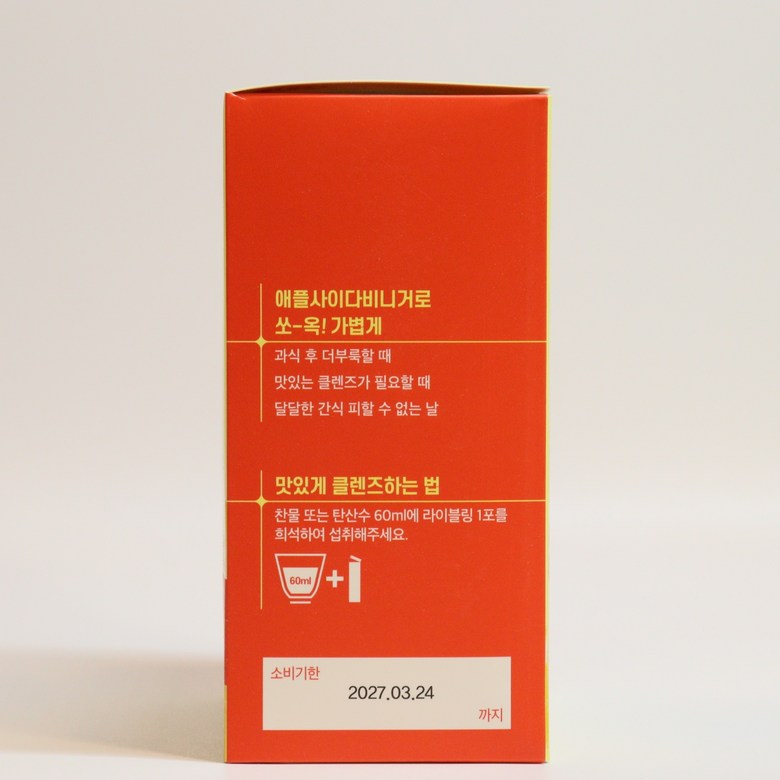 애플사이다비니거로
쏘-옥! 가볍게
과식 후 더부룩할 때
맛있는 클렌즈가 필요할 때
달달한 간식 피할 수 없는 날
맛있게 클렌즈하는 법
찬물 또는 탄산수 60ml에 라이블링 1포를
희석하여 섭취해주세요.
60ml
소비기한
2027.03.24
까지